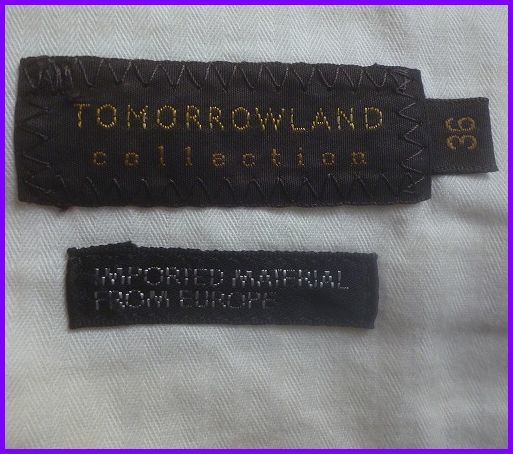 TOMORROWLAND
collection
36
IMPORTED MATERIAL
FROM EUROPE